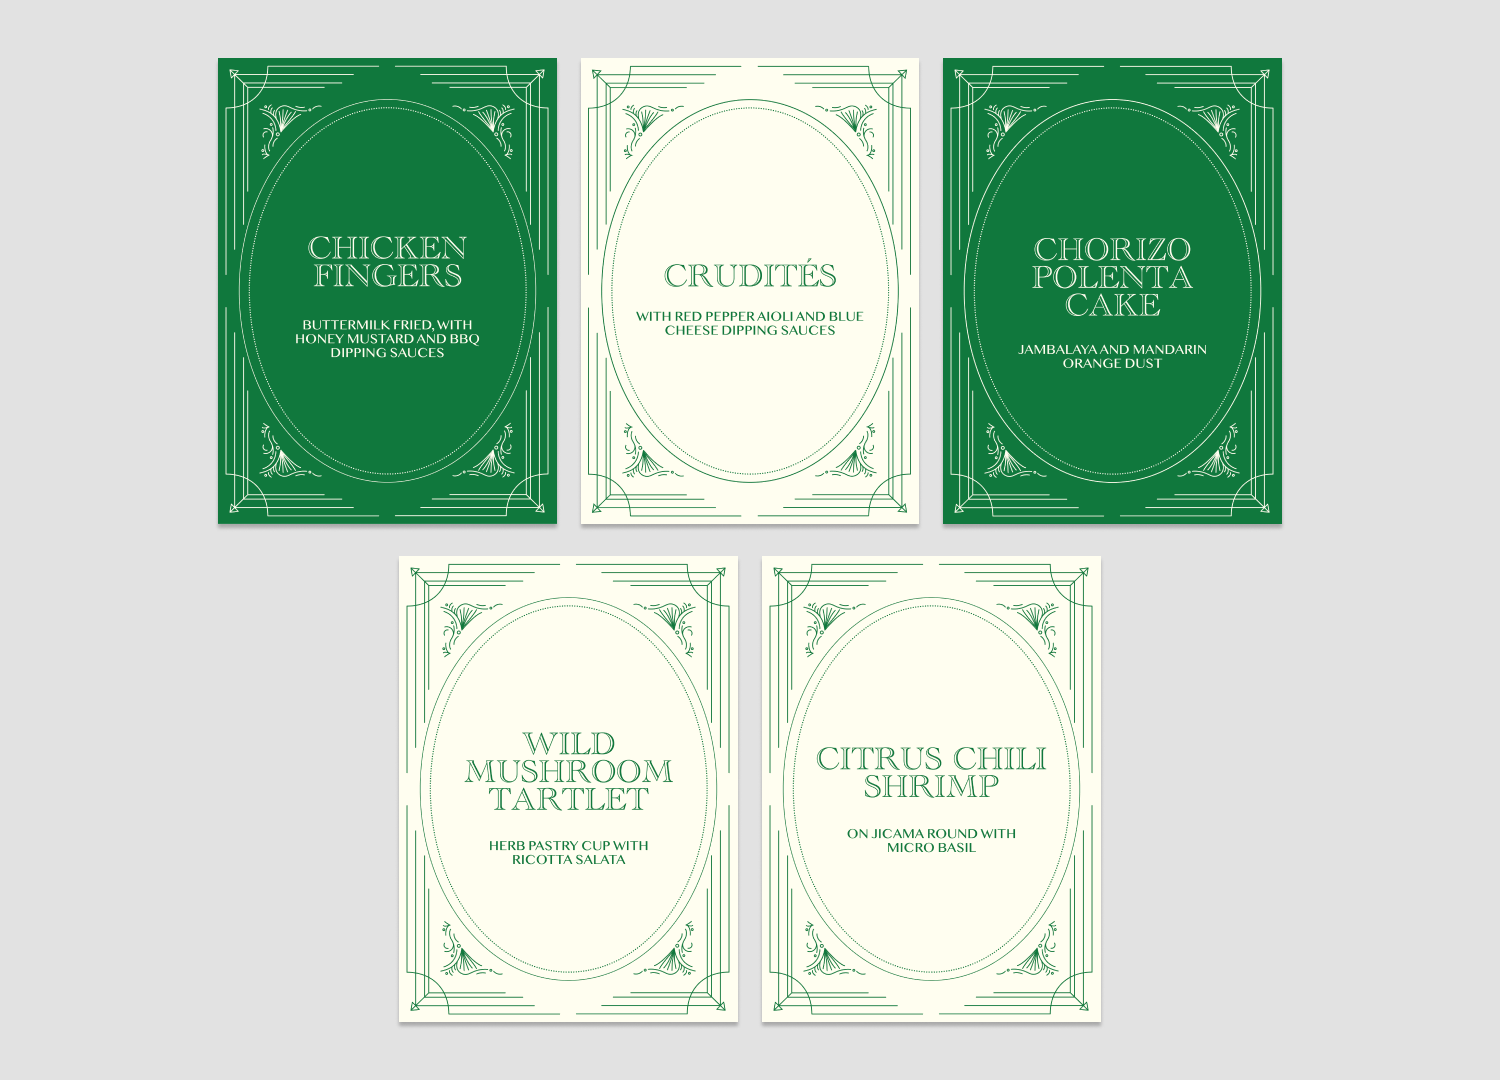 CHICKEN
FINGERS
BUTTERMILK FRIED, WITH
HONEY MUSTARD AND BBQ
DIPPING SAUCES
CRUDITÉS
WITH RED PEPPER AIOLI AND BLUE
CHEESE DIPPING SAUCES
CHORIZO
POLENTA
CAKE
JAMBALAYA AND MANDARIN
ORANGE DUST
WILD
MUSHROOM
TARTLET
HERB PASTRY CUP WITH
RICOTTA SALATA
CITRUS CHILI
SHRIMP
ON JICAMA ROUND WITH
MICRO BASIL